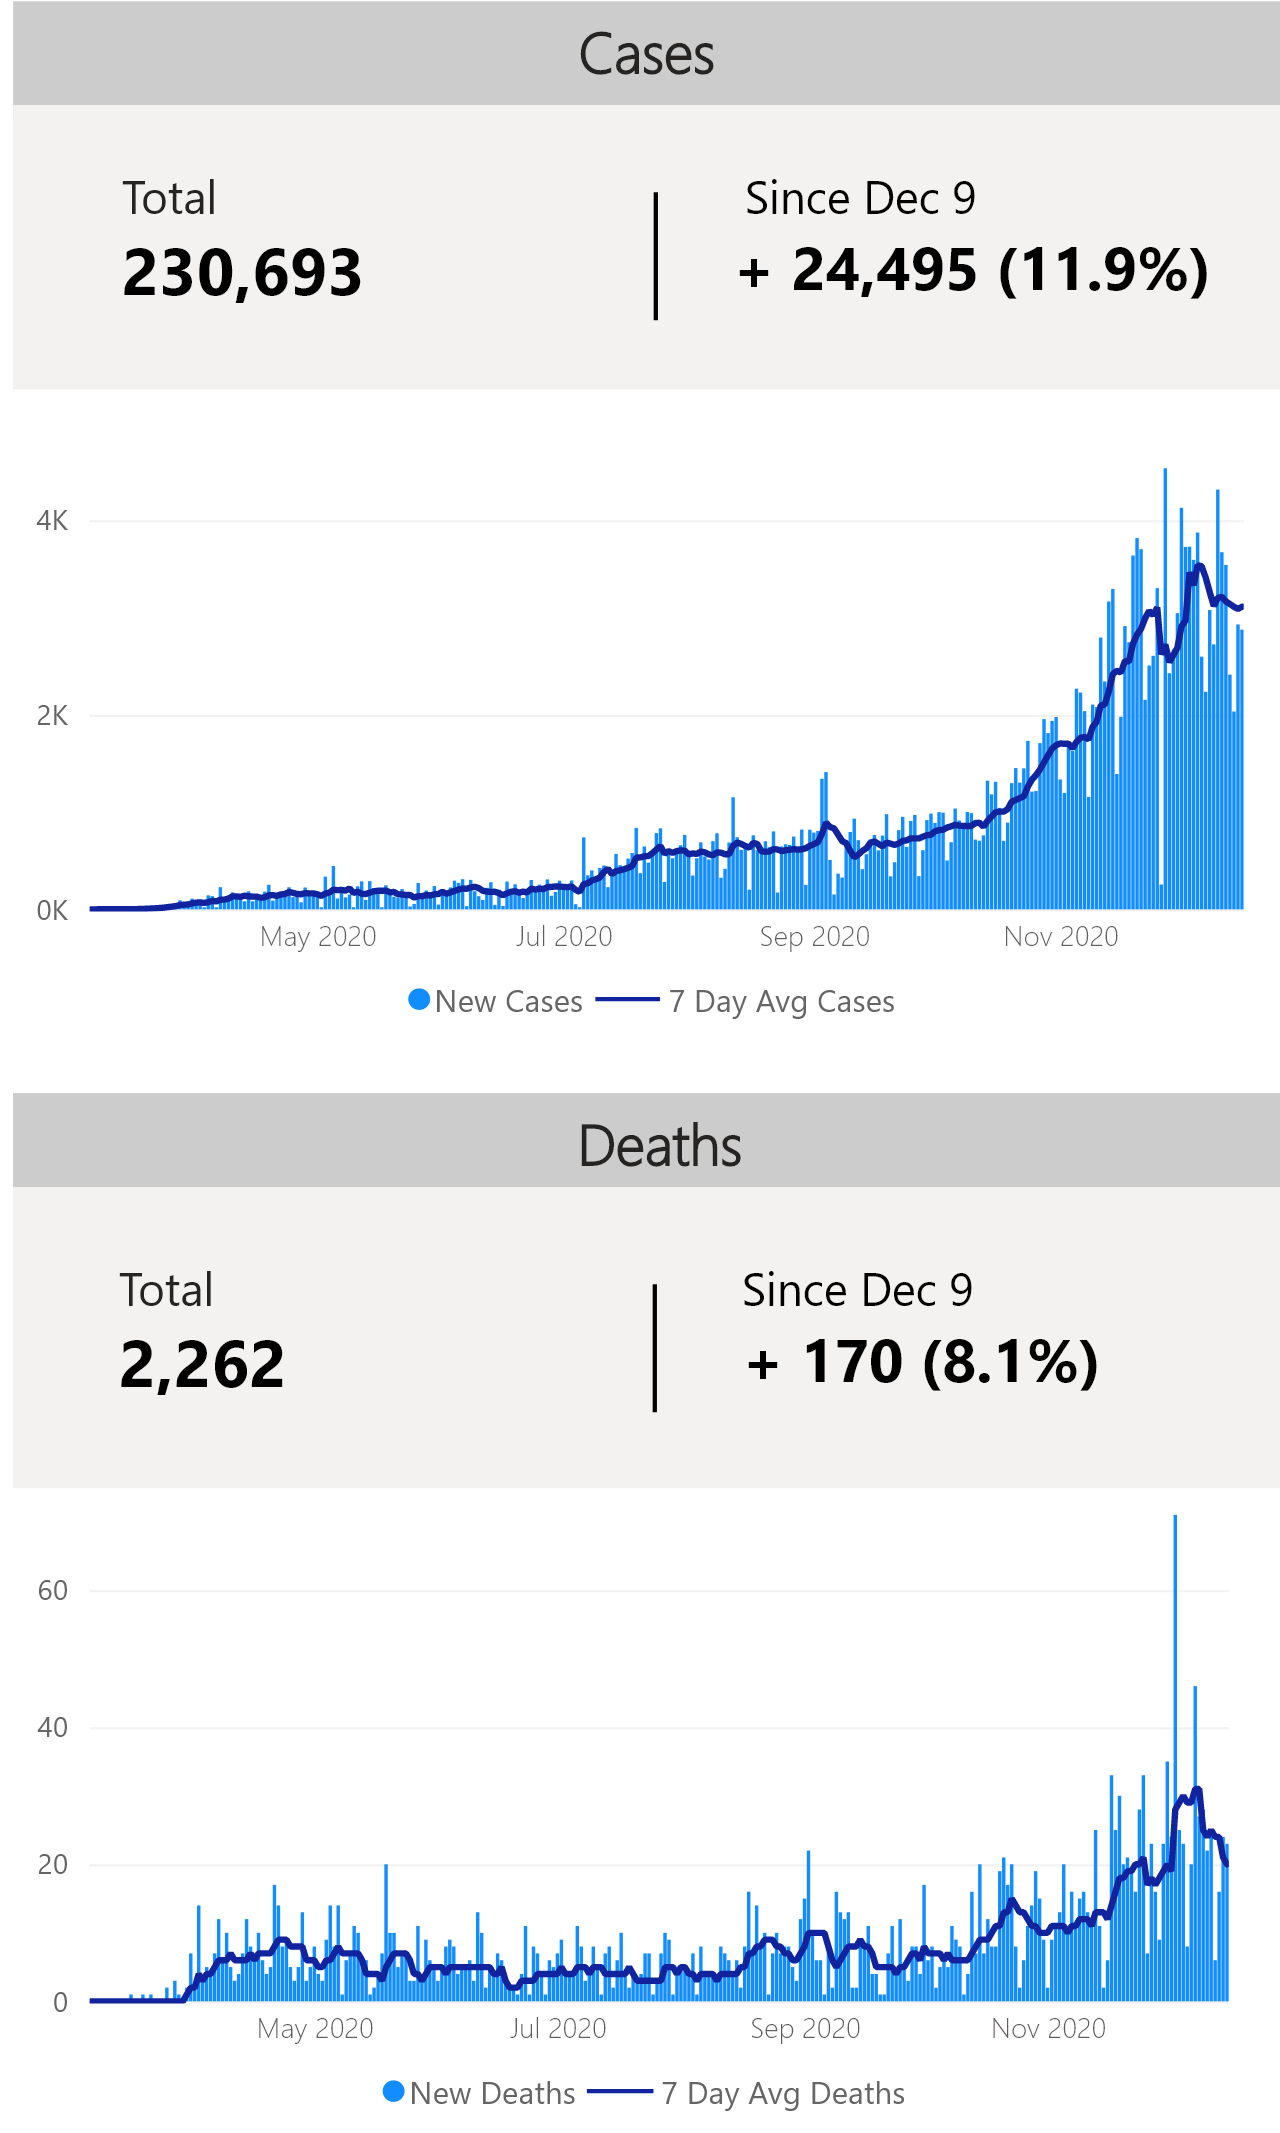 Cases
Total
Since Dec 9
230,693
+ 24,495 (11.9%)
4K
2K
0K
May 2020
Jul 2020
Sep 2020
Nov 2020
New Cases
7 Day Avg Cases
Deaths
Total
Since Dec 9
2,262
+ 170 (8.1%)
60
40
20
0
May 2020
Jul 2020
Sep 2020
Nov 2020
New Deaths
7 Day Avg Deaths